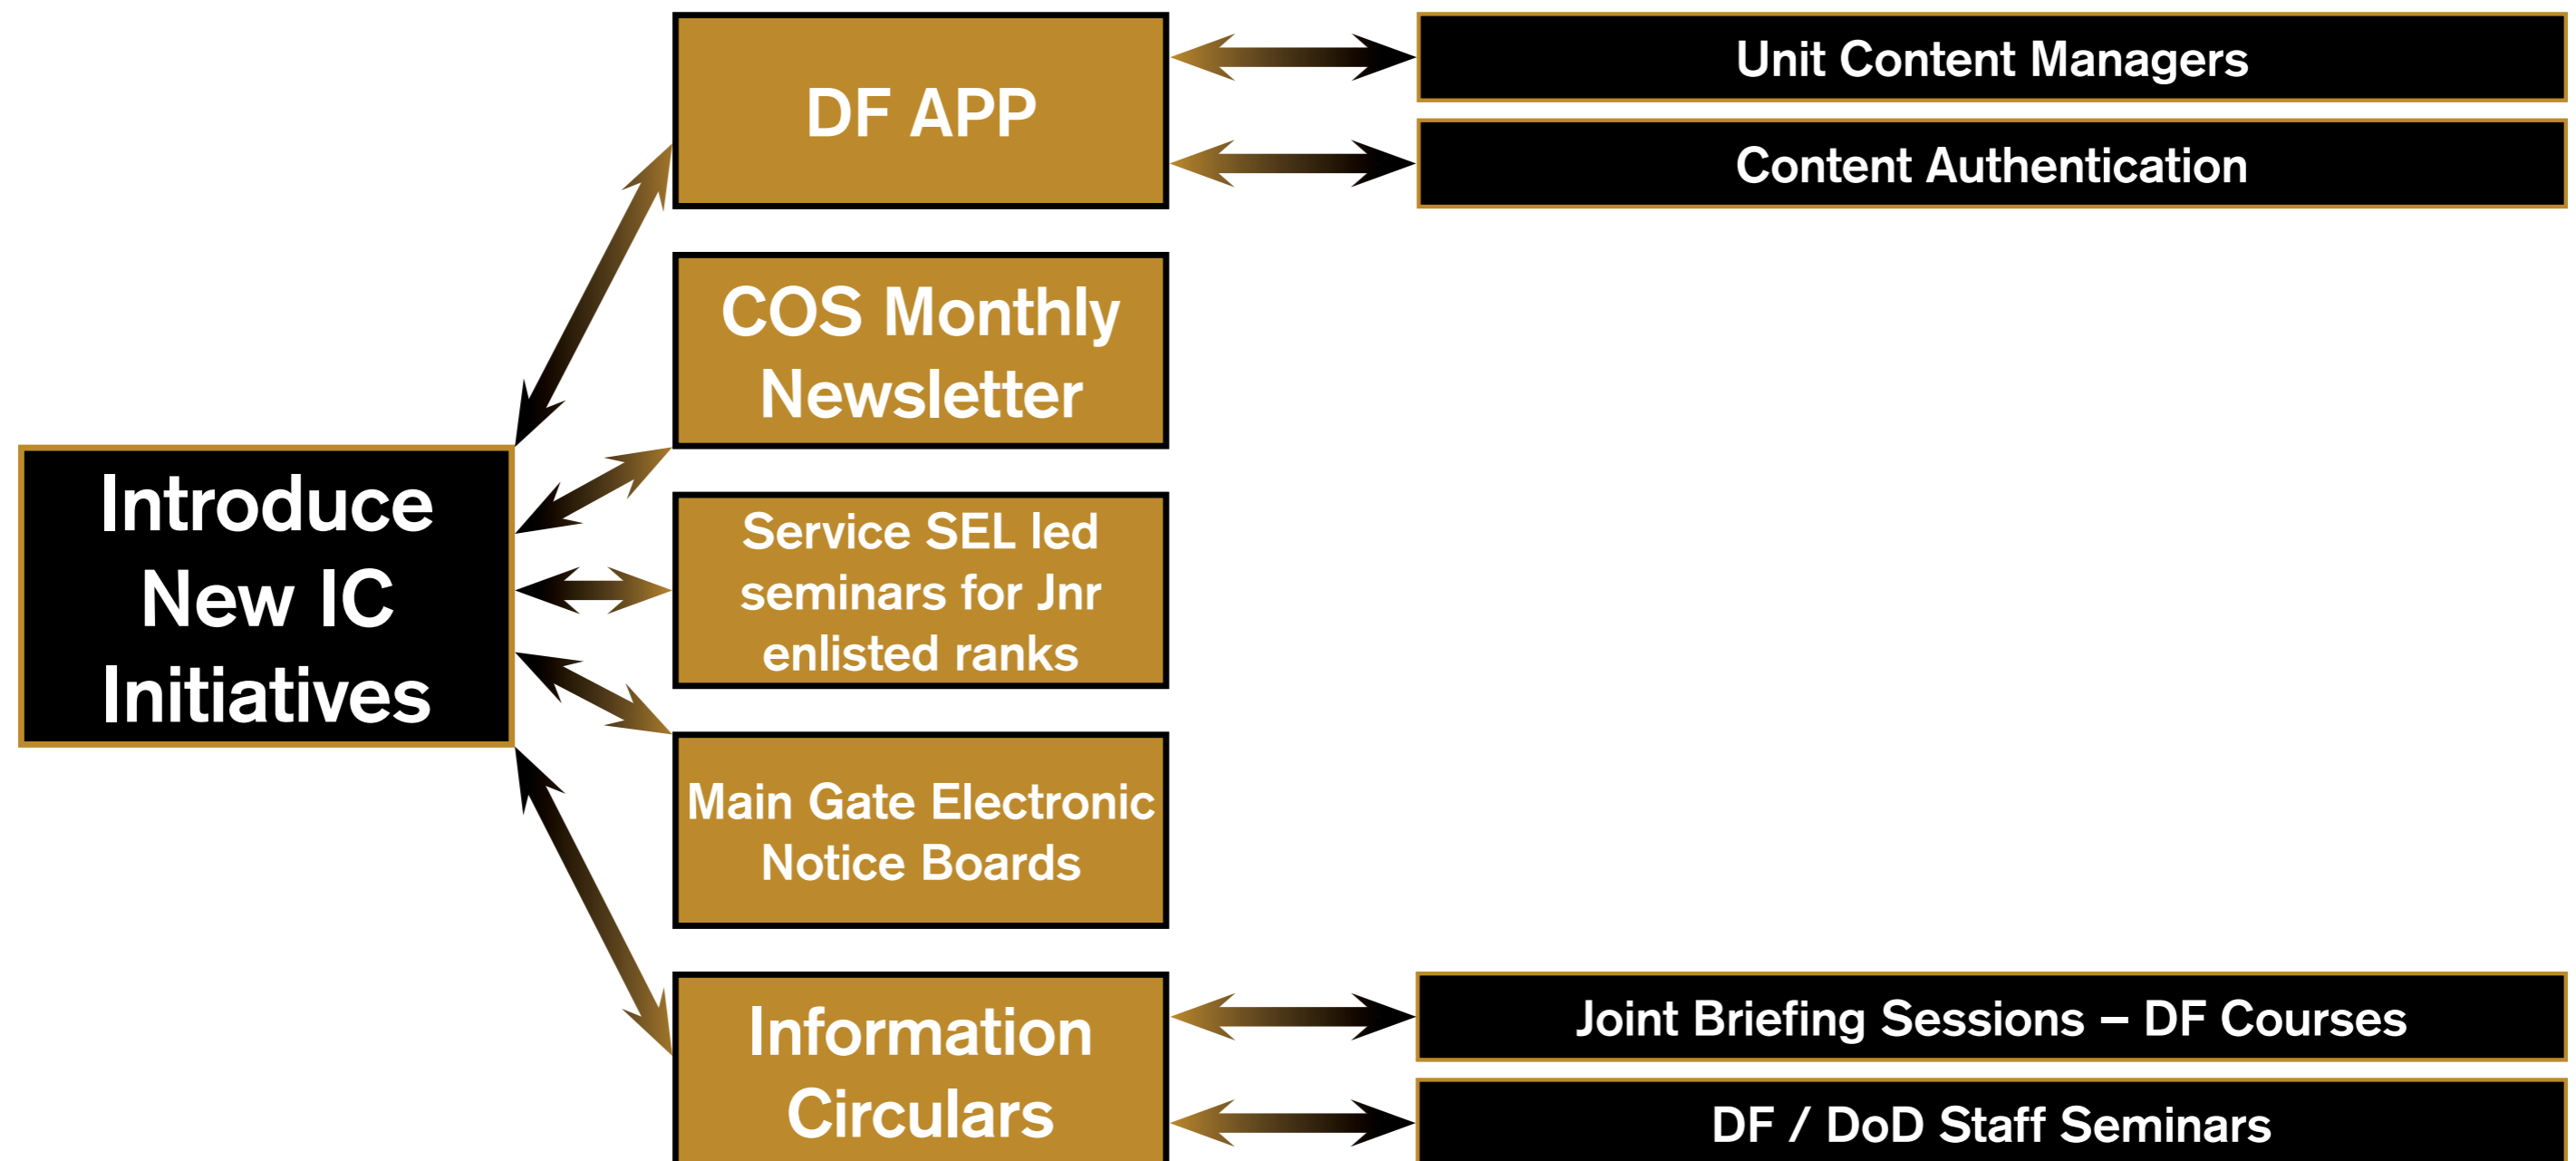 Introduce
New IC
Initiatives
DF APP
Unit Content Managers
Content Authentication
COS Monthly
Newsletter
Service SEL led
seminars for Jnr
enlisted ranks
Main Gate Electronic
Notice Boards
Information
Circulars
Joint Briefing Sessions – DF Courses
DF / DoD Staff Seminars